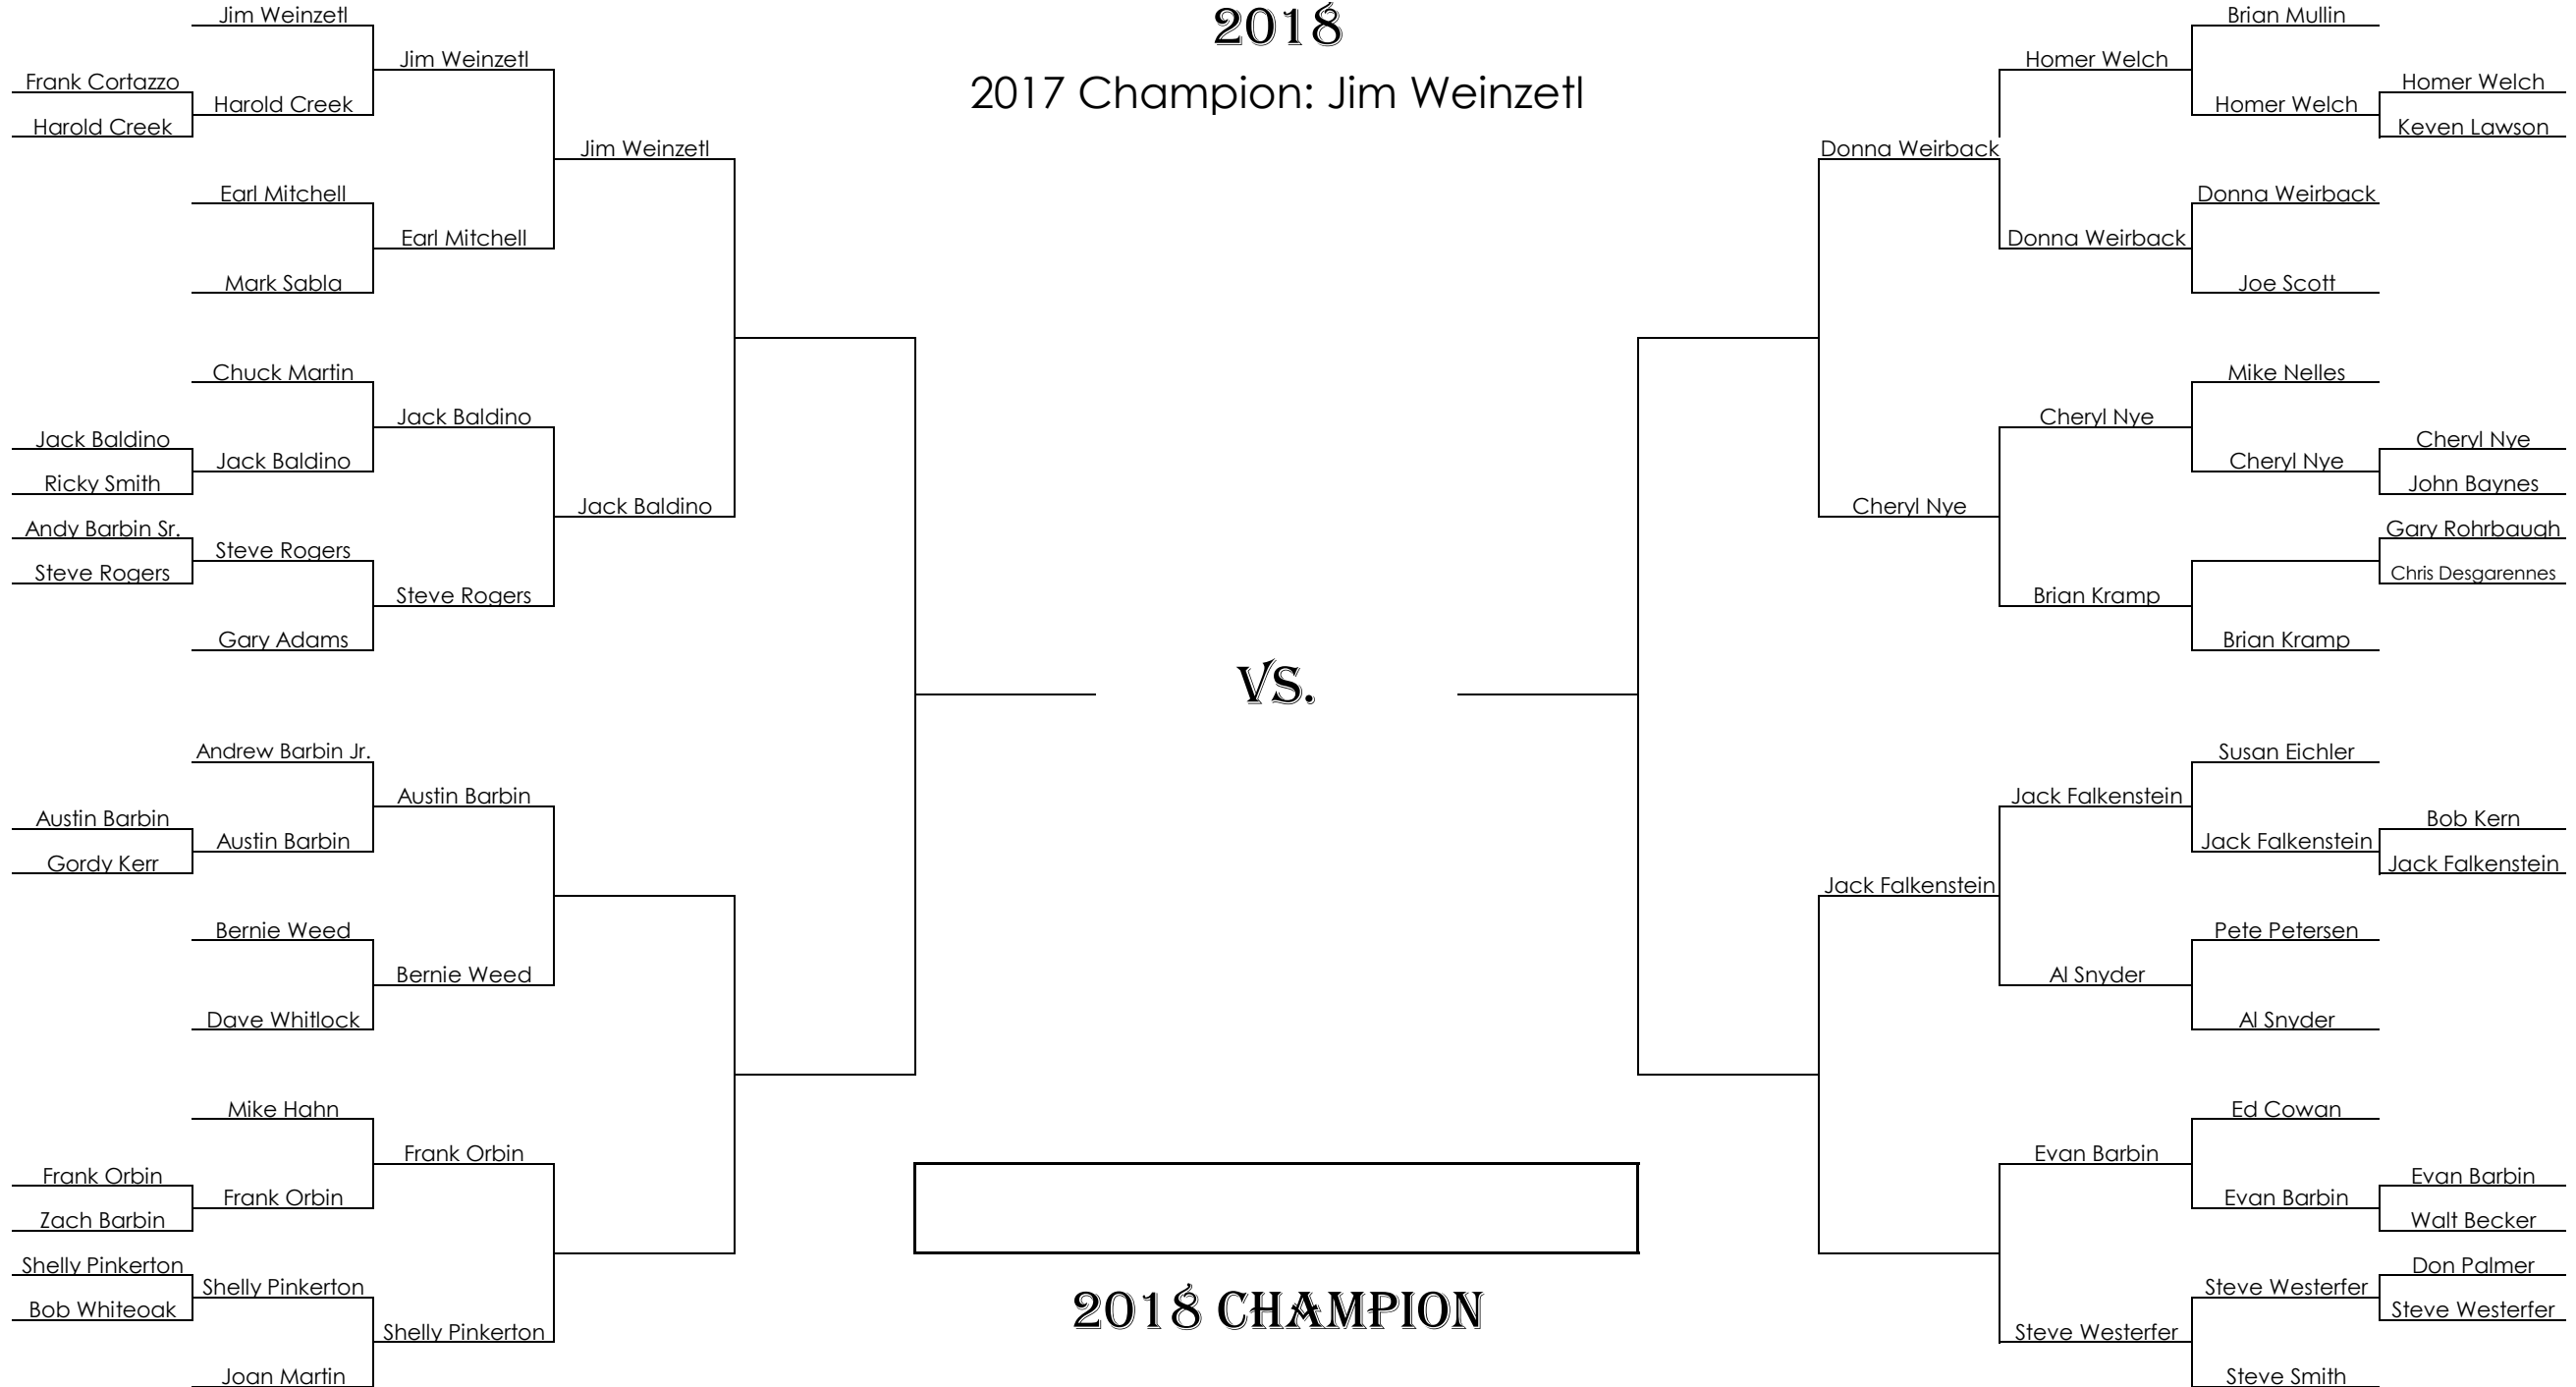 2018
2017 Champion: Jim Weinzetl
Jim Weinzetl
Jim Weinzetl
Frank Cortazzo
Harold Creek
Harold Creek
Jim Weinzetl
Earl Mitchell
Earl Mitchell
Mark Sabla
Chuck Martin
Jack Baldino
Jack Baldino
Jack Baldino
Ricky Smith
Jack Baldino
Andy Barbin Sr.
Steve Rogers
Steve Rogers
Steve Rogers
Gary Adams
Andrew Barbin Jr.
Austin Barbin
Austin Barbin
Austin Barbin
Gordy Kerr
Bernie Weed
Bernie Weed
Dave Whitlock
Mike Hahn
Frank Orbin
Frank Orbin
Frank Orbin
Zach Barbin
Shelly Pinkerton
Shelly Pinkerton
Bob Whiteoak
Shelly Pinkerton
Joan Martin
VS.
Brian Mullin
Homer Welch
Homer Welch
Homer Welch
Keven Lawson
Donna Weirback
Donna Weirback
Donna Weirback
Joe Scott
Mike Nelles
Cheryl Nye
Cheryl Nye
Cheryl Nye
John Baynes
Cheryl Nye
Gary Rohrbaugh
Chris Desgarennes
Brian Kramp
Brian Kramp
Susan Eichler
Jack Falkenstein
Bob Kern
Jack Falkenstein
Jack Falkenstein
Jack Falkenstein
Pete Petersen
Al Snyder
Al Snyder
Ed Cowan
Evan Barbin
Evan Barbin
Evan Barbin
Walt Becker
Don Palmer
Steve Westerfer
Steve Westerfer
Steve Westerfer
Steve Smith
2018 CHAMPION